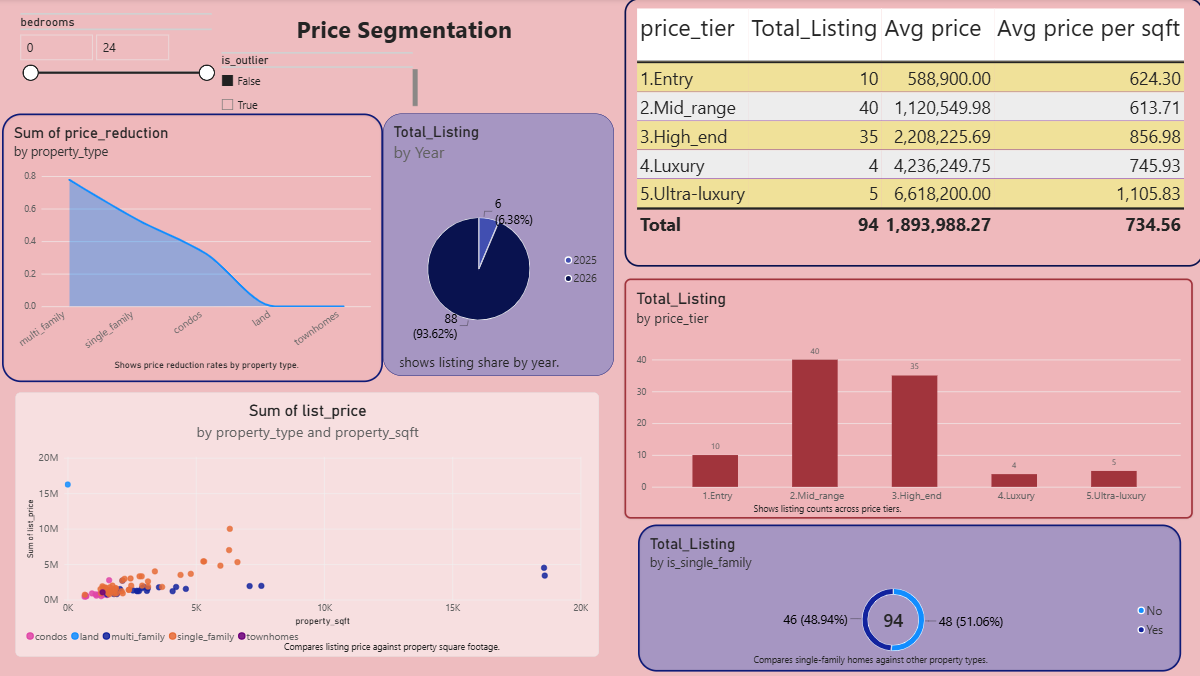 bedrooms
0
24
Price Segmentation
is_outlier
False
True
Sum of price_reduction
by property_type
0.8
0.6
0.4
0.2
0.0
multi_family
single_family
condos
land
townhomes
Shows price reduction rates by property type.
Total_Listing
by Year
6
(6.38%)
2025
2026
88
(93.62%)
shows listing share by year.
price_tier Total_Listing Avg price Avg price per sqft
1.Entry 10 588,900.00 624.30
2.Mid_range 40 1,120,549.98 613.71
3.High_end 35 2,208,225.69 856.98
4.Luxury 4 4,236,249.75 745.93
5.Ultra-luxury 5 6,618,200.00 1,105.83
Total 94 1,893,988.27 734.56
Sum of list_price
by property_type and property_sqft
20M
15M
10M
5M
0M
Sum of list_price
0K 5K 10K 15K 20K
property_sqft
condos land multi_family single_family townhomes
Compares listing price against property square footage.
Total_Listing
by price_tier
40
30
20
10
0
10
40
35
4
5
1.Entry 2.Mid_range 3.High_end 4.Luxury 5.Ultra-luxury
Shows listing counts across price tiers.
Total_Listing
by is_single_family
46 (48.94%)
94
48 (51.06%)
No
Yes
Compares single-family homes against other property types.